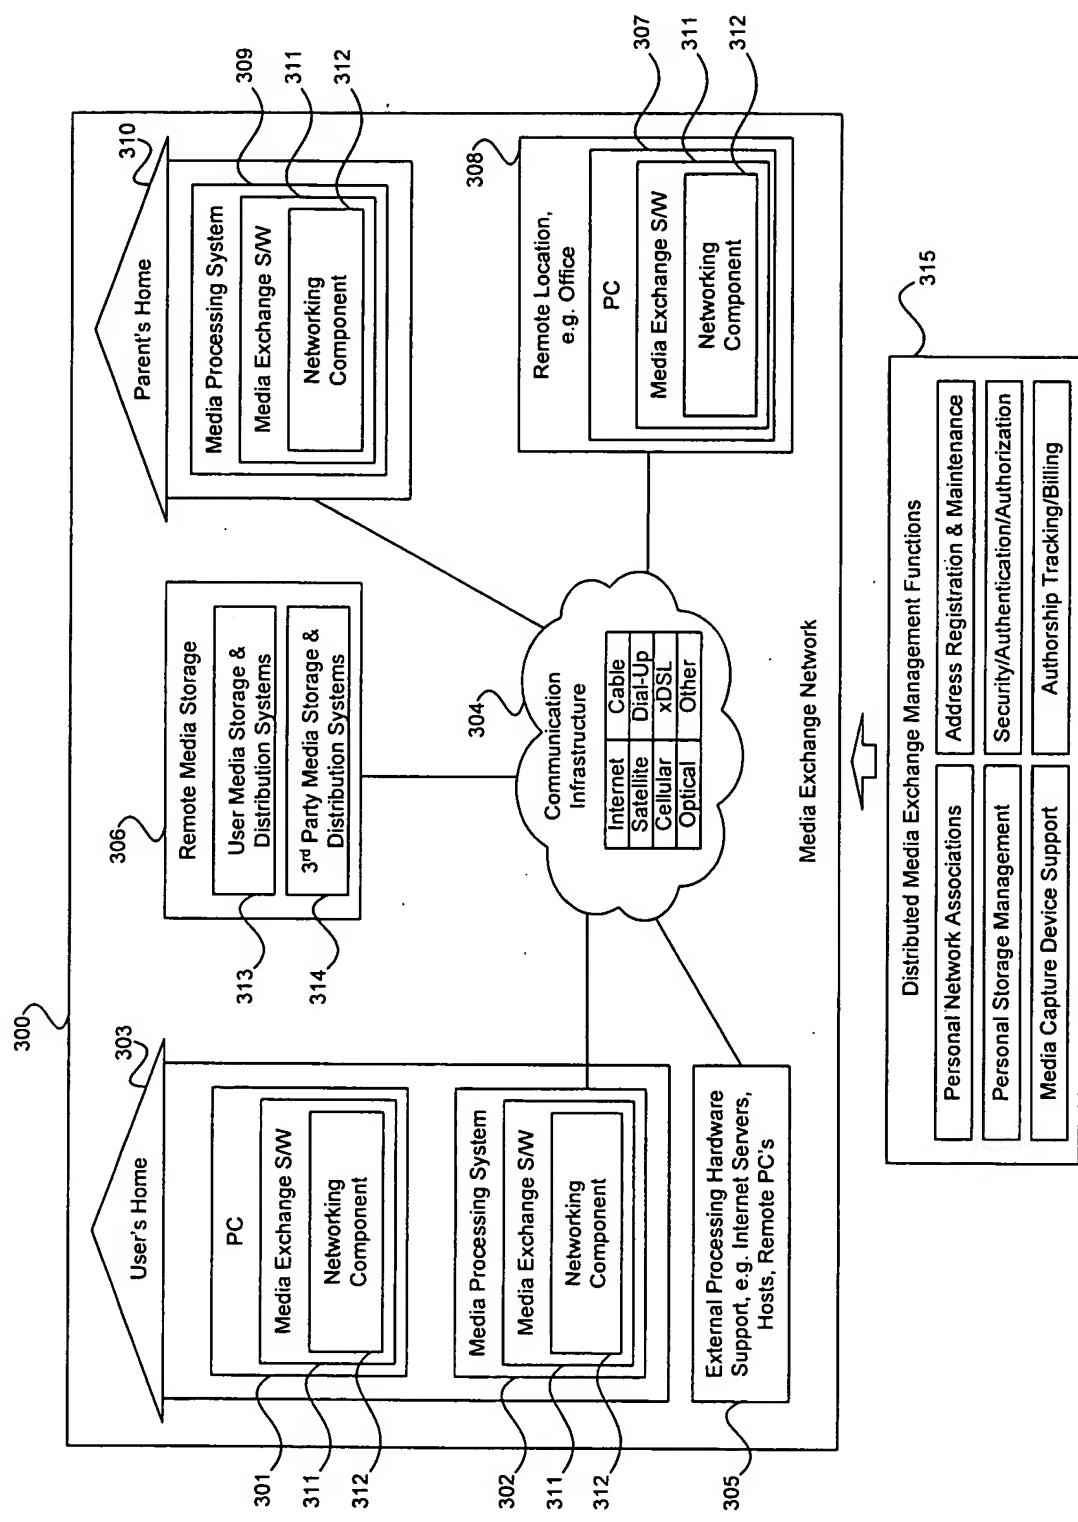 300
303
User's Home
PC
Media Exchange S/W
Networking
Component
301
311
312
Media Processing System
Media Exchange S/W
Networking
Component
302
311
312
External Processing Hardware
Support, e.g. Internet Servers,
Hosts, Remote PC's
305
306
Remote Media Storage
User Media Storage &
Distribution Systems
3rd Party Media Storage &
Distribution Systems
313
314
304
Communication
Infrastructure
Internet Cable
Satellite Dial-Up
Cellular xDSL
Optical Other
310
Parent's Home
Media Processing System
Media Exchange S/W
Networking
Component
309
311
312
308
Remote Location,
e.g. Office
PC
Media Exchange S/W
Networking
Component
307
311
312
Media Exchange Network
315
Distributed Media Exchange Management Functions
Personal Network Associations
Address Registration & Maintenance
Personal Storage Management
Security/Authentication/Authorization
Media Capture Device Support
Authorship Tracking/Billing